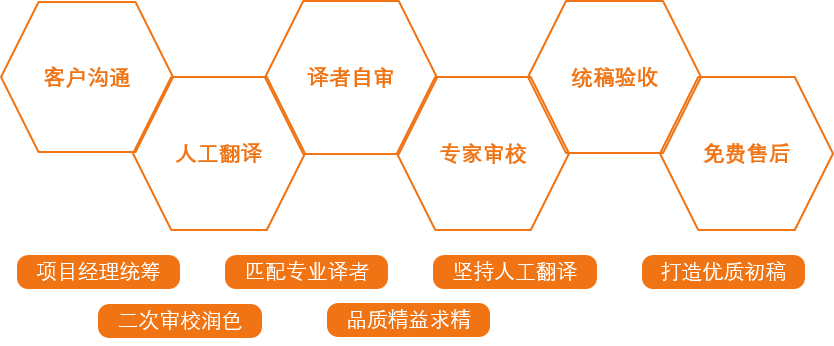 客户沟通
人工翻译
译者自审
专家审校
统稿验收
免费售后
项目经理统筹
匹配专业译者
坚持人工翻译
打造优质初稿
二次审校润色
品质精益求精